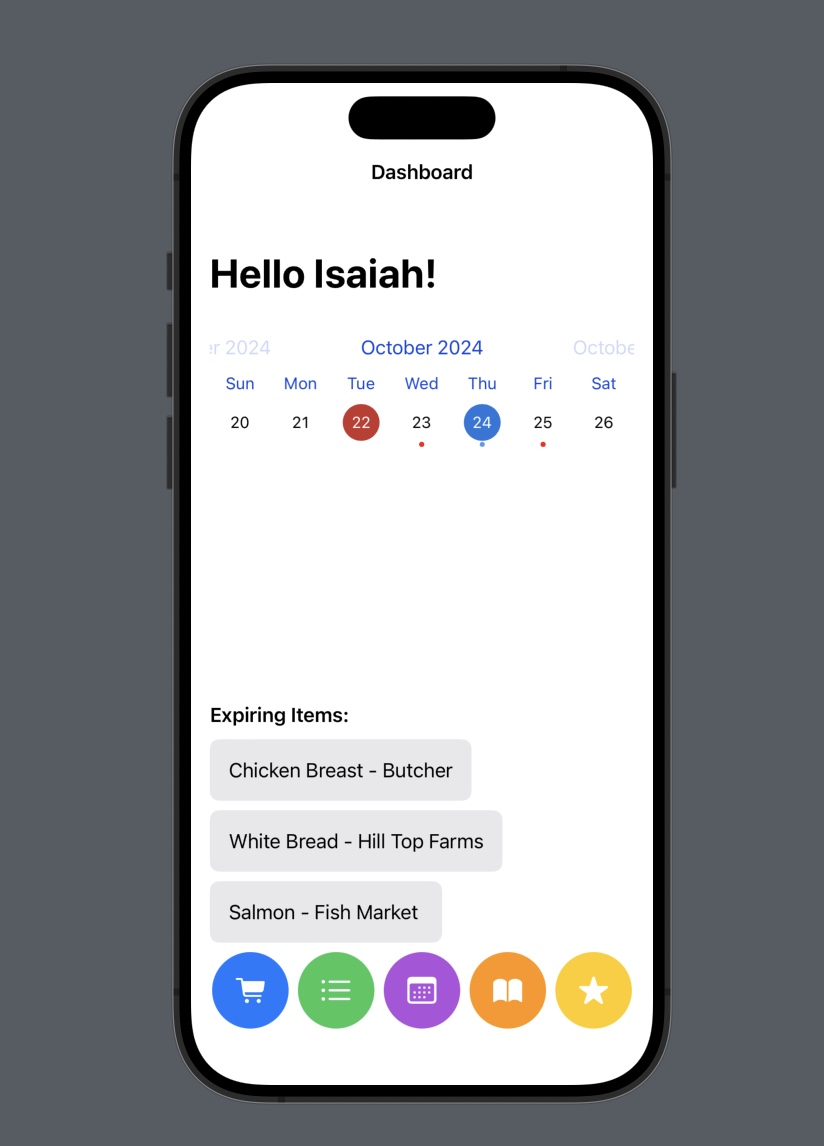 Dashboard
Hello Isaiah!
er 2024 October 2024 Octobe
Sun Mon Tue Wed Thu Fri Sat
20 21 22 23 24 25 26
Expiring Items:
Chicken Breast - Butcher
White Bread - Hill Top Farms
Salmon - Fish Market